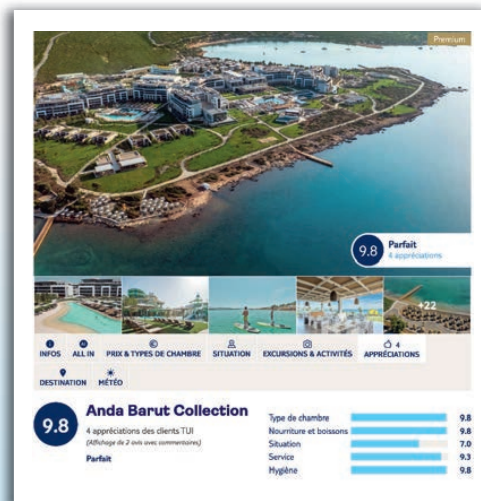 Premium
9.8
Parfait
4 appréciations
+22
INFOS
ALL IN
PRIX & TYPES DE CHAMBRE
SITUATION
EXCURSIONS & ACTIVITÉS
4
APPRÉCIATIONS
DESTINATION
MÉTÉO
9.8
Anda Barut Collection
4 appréciations des clients TUI
(Affichage de 2 avis avec commentaires)
Parfait
Type de chambre 9.8
Nourriture et boissons 9.8
Situation 7.0
Service 9.3
Hygiène 9.8